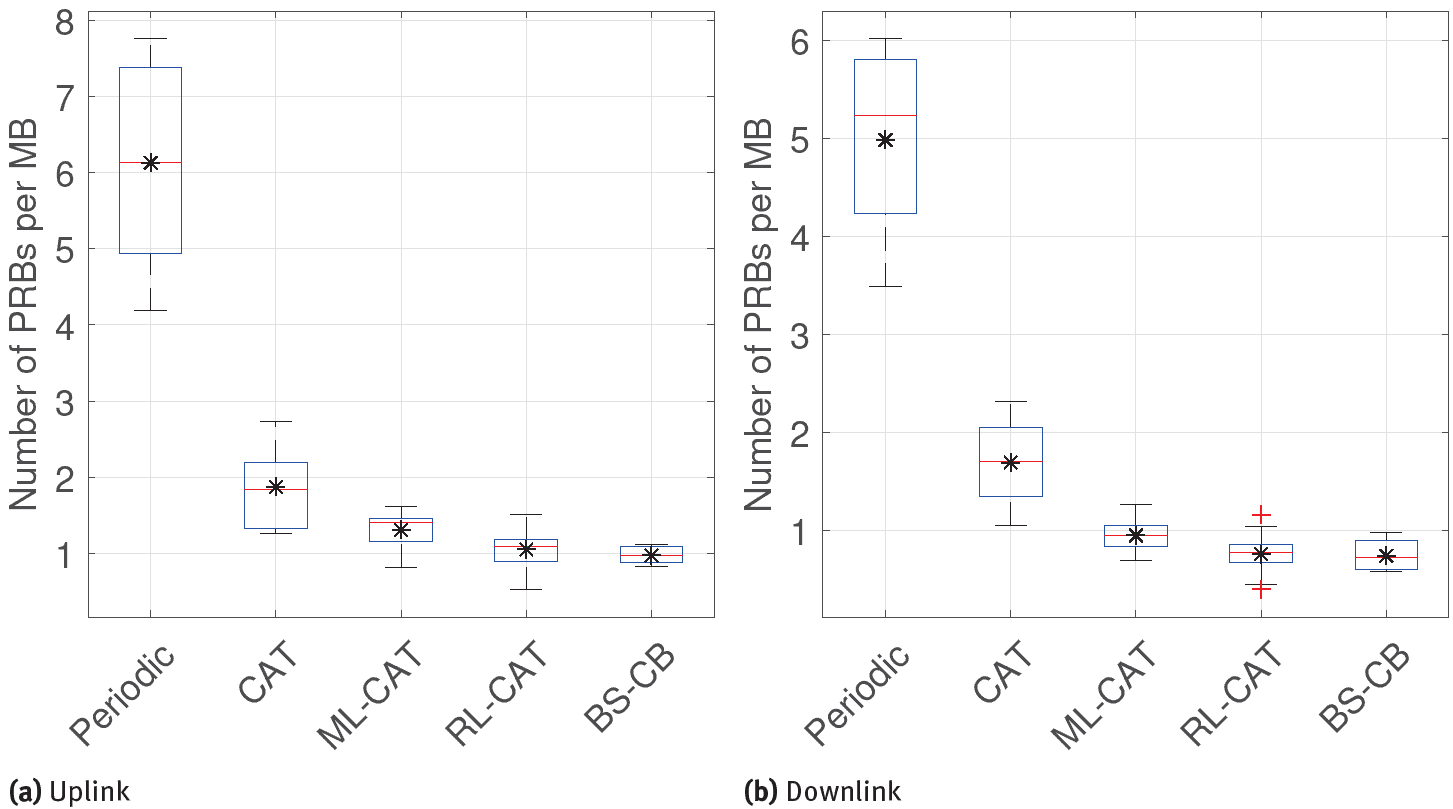 Number of PRBs per MB
8
7
6
5
4
3
2
1
Periodic
CAT
ML-CAT
RL-CAT
BS-CB
(a) Uplink
Number of PRBs per MB
6
5
4
3
2
1
Periodic
CAT
ML-CAT
RL-CAT
BS-CB
(b) Downlink